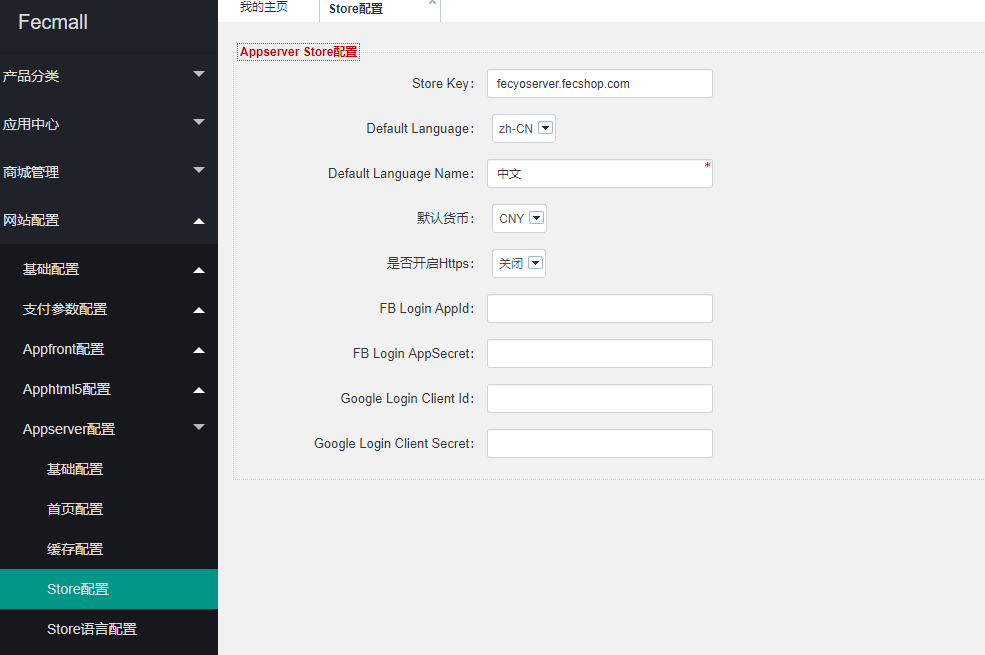 Fecmall
产品分类
应用中心
商城管理
网站配置
基础配置
支付参数配置
Appfront配置
Apphtml5配置
Appserver配置
基础配置
首页配置
缓存配置
Store配置
Store语言配置
我的主页
Store配置
Appserver Store配置
Store Key: fecyoserver.fecshop.com
Default Language: zh-CN
Default Language Name: 中文 *
默认货币: CNY
是否开启Https: 关闭
FB Login AppId:
FB Login AppSecret:
Google Login Client Id:
Google Login Client Secret: